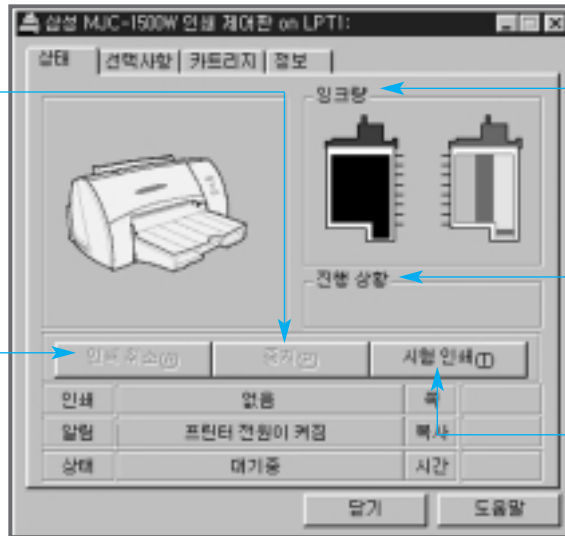 삼성 MJC-1500W 인쇄 제어판 on LPT1:
상태 선택사항 카트리지 정보
잉크량
진행 상황
인쇄 취소(A) 중지(P) 시험 인쇄(T)
인쇄 없음 쪽
알림 프린터 전원이 켜짐 복사
상태 대기중 시간
닫기 도움말